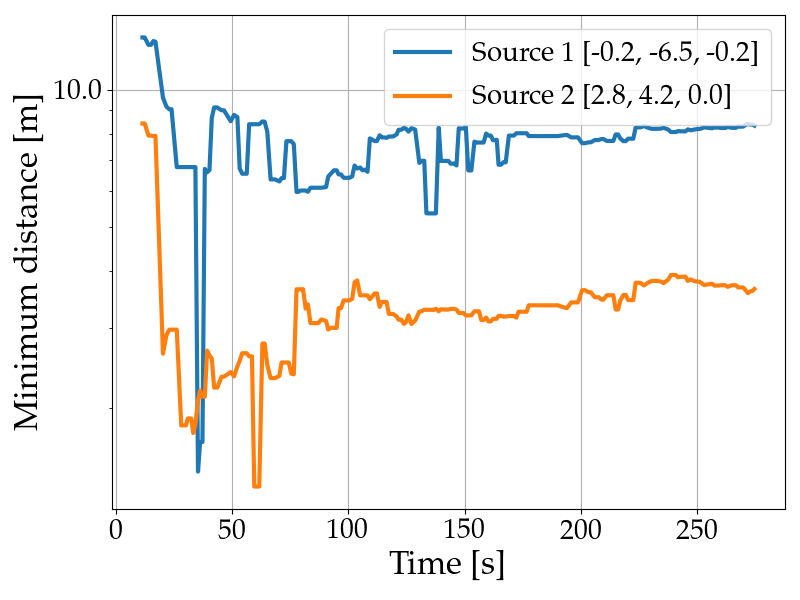 Minimum distance [m]
10.0
Source 1 [-0.2, -6.5, -0.2]
Source 2 [2.8, 4.2, 0.0]
0 50 100 150 200 250
Time [s]